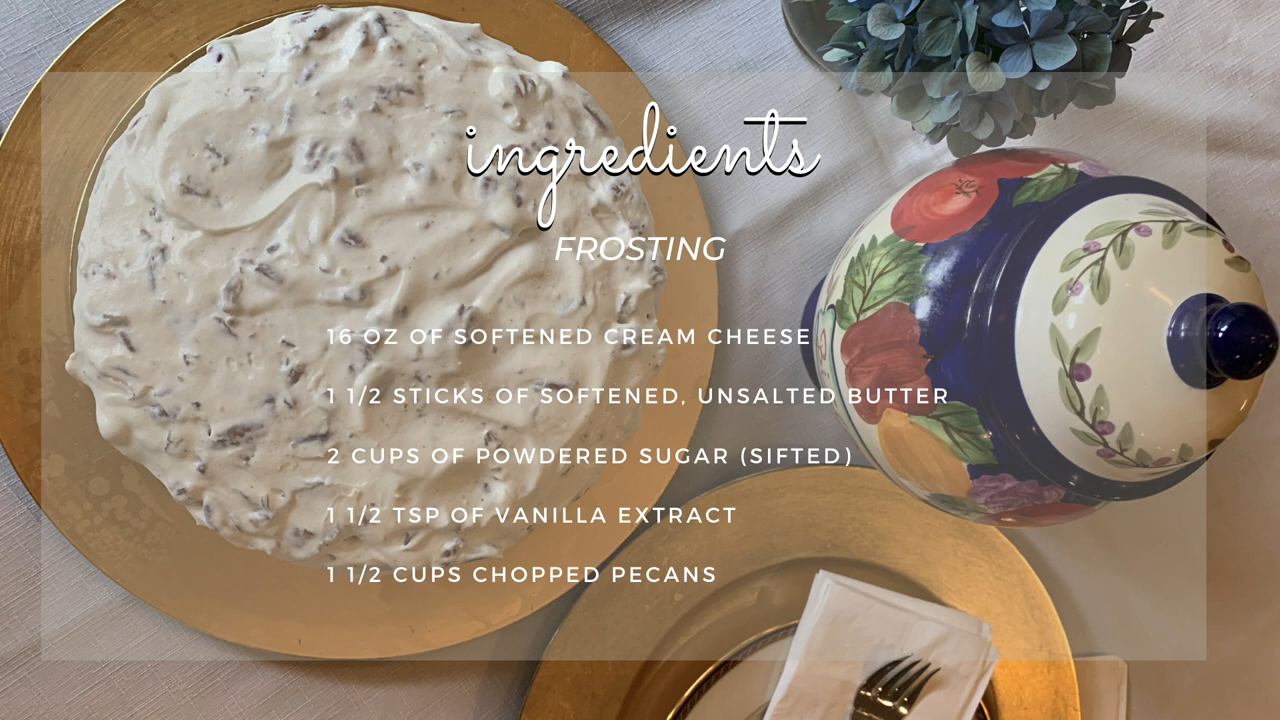 ingredients
FROSTING
16 OZ OF SOFTENED CREAM CHEESE
1 1/2 STICKS OF SOFTENED, UNSALTED BUTTER
2 CUPS OF POWDERED SUGAR (SIFTED)
1 1/2 TSP OF VANILLA EXTRACT
1 1/2 CUPS CHOPPED PECANS